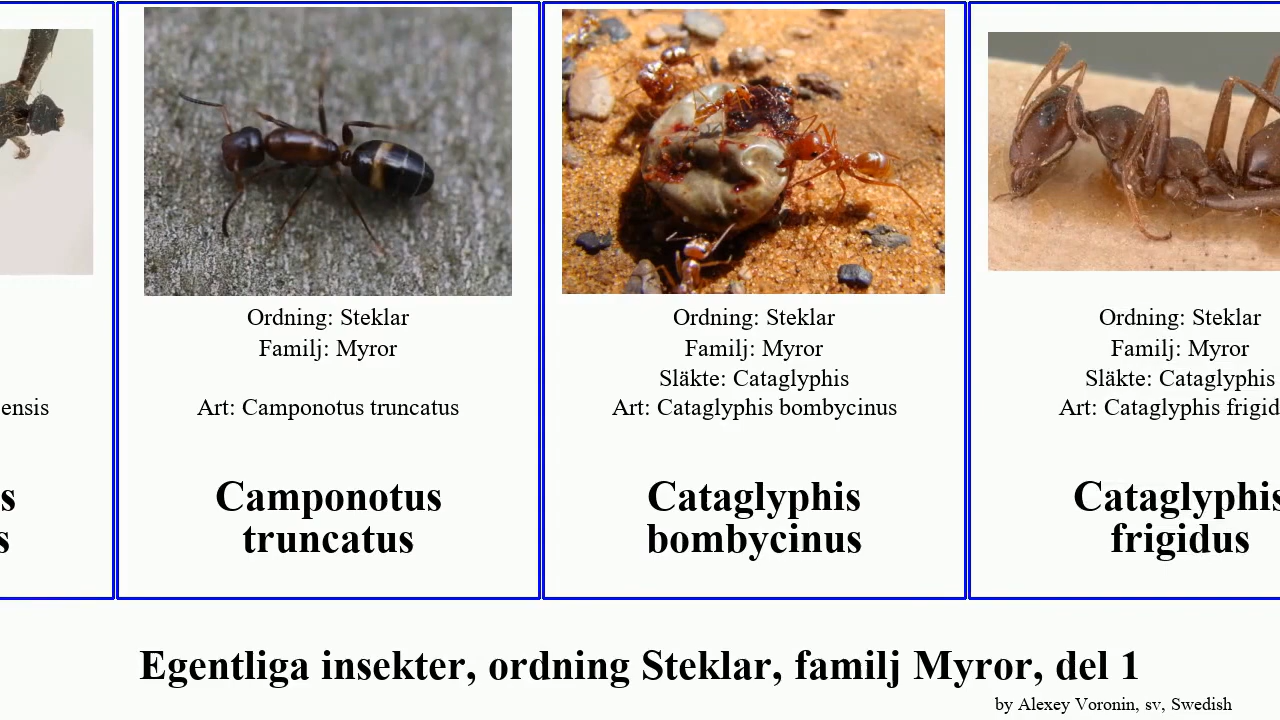 ensis
s
s
Ordning: Steklar
Familj: Myror
Art: Camponotus truncatus
Camponotus
truncatus
Ordning: Steklar
Familj: Myror
Släkte: Cataglyphis
Art: Cataglyphis bombycinus
Cataglyphis
bombycinus
Ordning: Steklar
Familj: Myror
Släkte: Cataglyphis
Art: Cataglyphis frigid
Cataglyphis
frigidus
Egentliga insekter, ordning Steklar, familj Myror, del 1
by Alexey Voronin, sv, Swedish